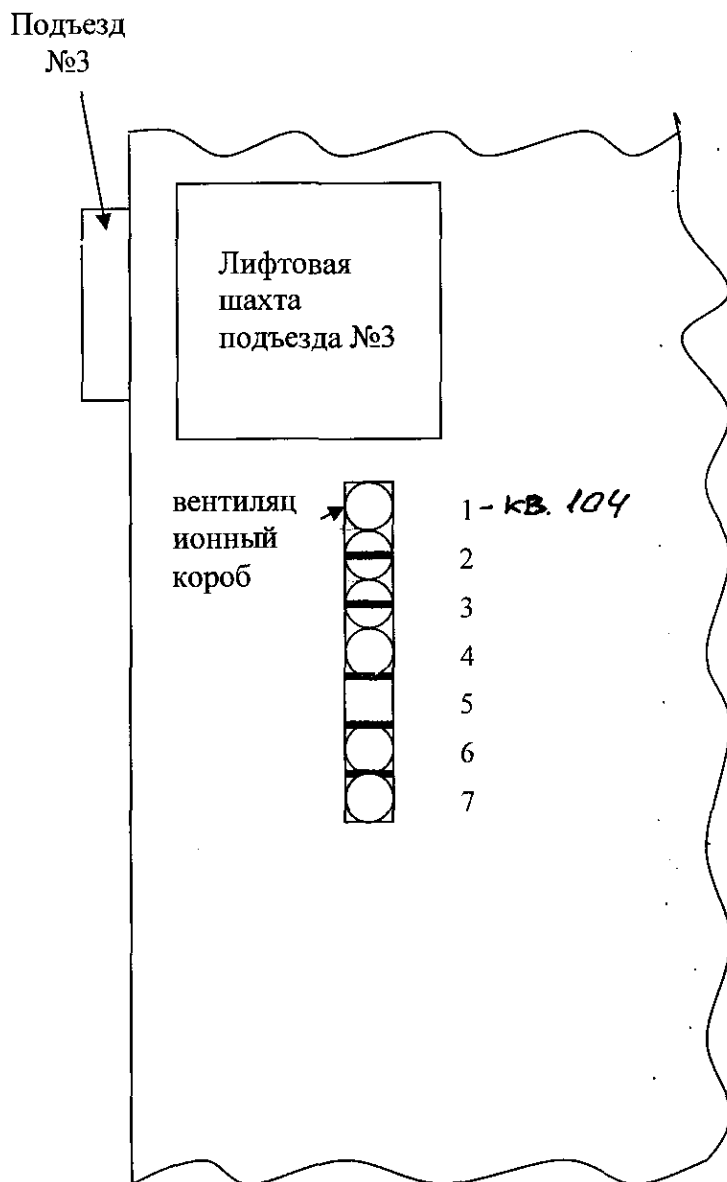 Подъезд
№3
Лифтовая
шахта
подъезда №3
вентиляц
ионный
короб
1 - кв. 104
2
3
4
5
6
7